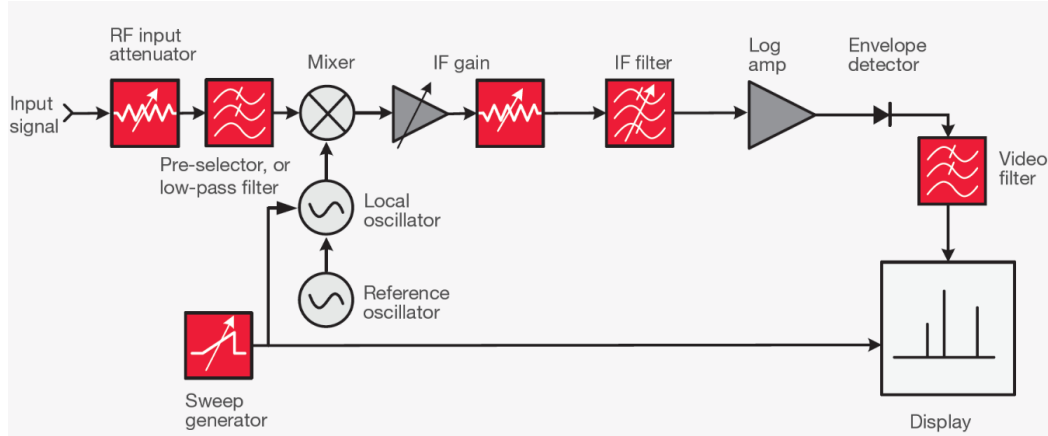 RF input
attenuator
Mixer
IF gain
IF filter
Log
amp
Envelope
detector
Input
signal
Pre-selector, or
low-pass filter
Video
filter
Local
oscillator
Reference
oscillator
Sweep
generator
Display